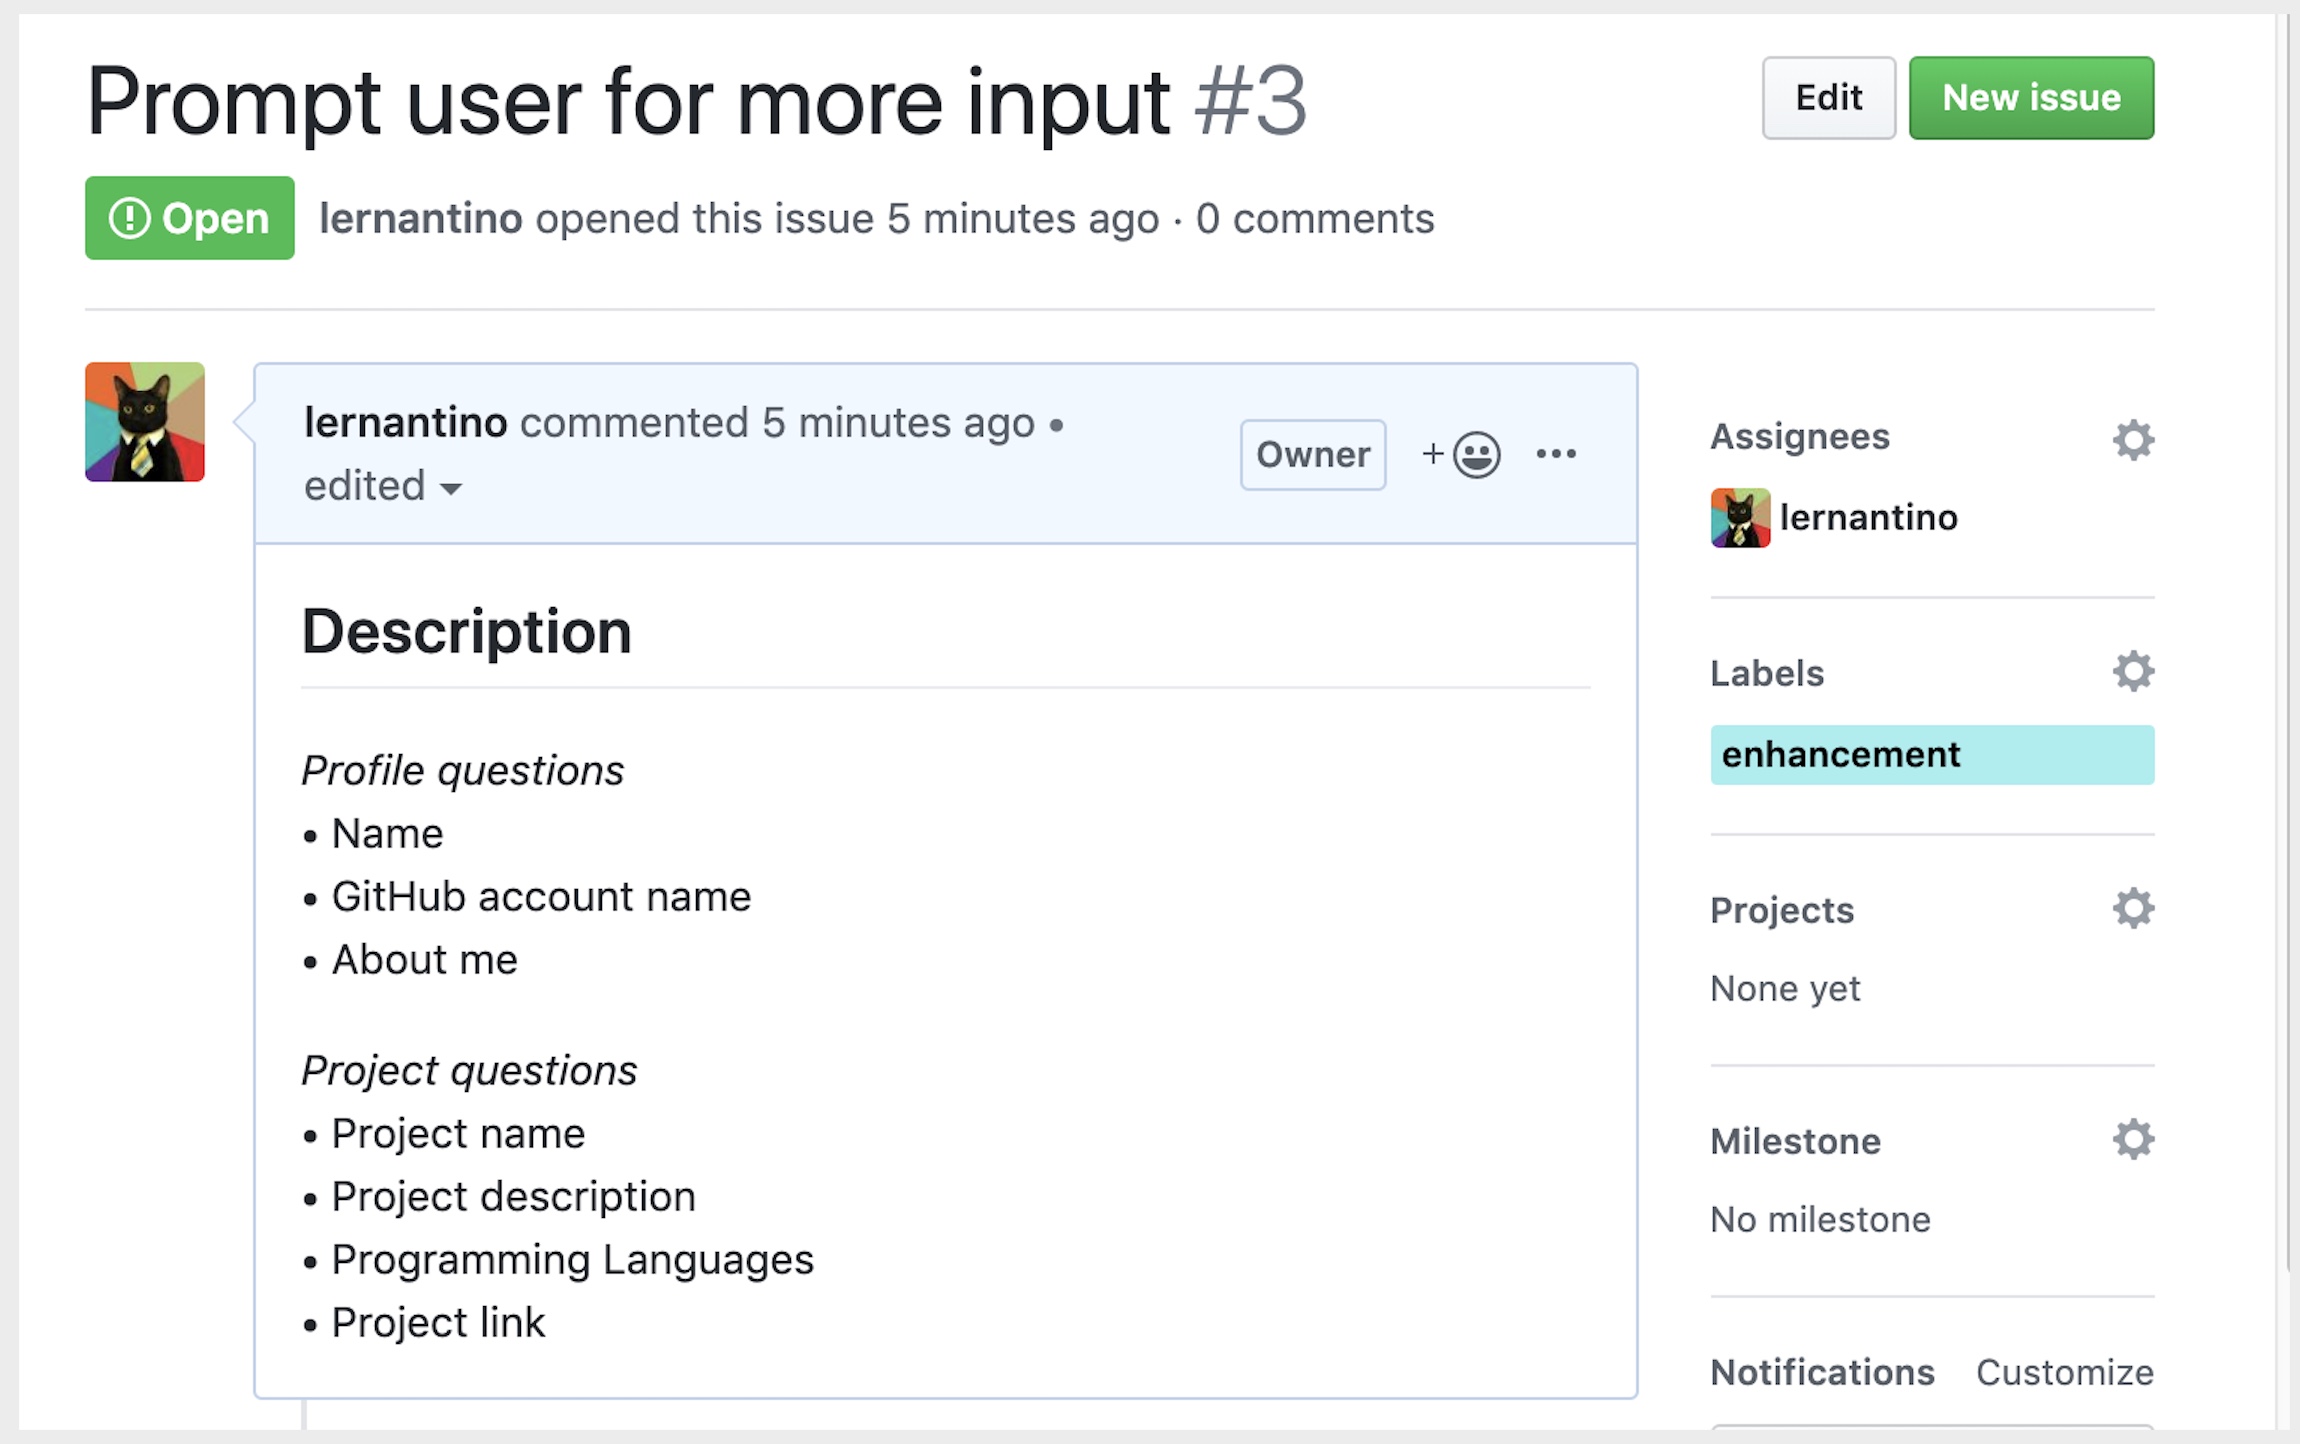 Prompt user for more input #3
Edit
New issue
Open
lernantino opened this issue 5 minutes ago · 0 comments
lernantino commented 5 minutes ago •
edited
Owner
Description
Profile questions
• Name
• GitHub account name
• About me
Project questions
• Project name
• Project description
• Programming Languages
• Project link
Assignees
lernantino
Labels
enhancement
Projects
None yet
Milestone
No milestone
Notifications
Customize